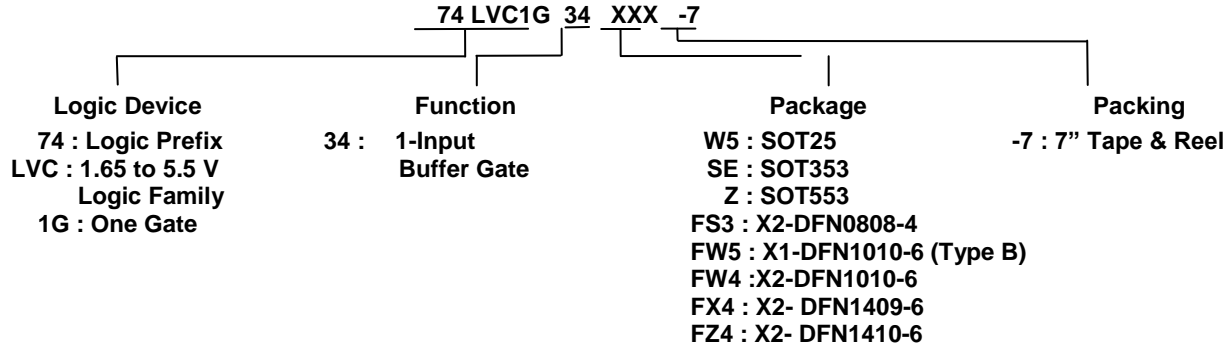 74 LVC1G 34 XXX -7
Logic Device
74 : Logic Prefix
LVC : 1.65 to 5.5 V
Logic Family
1G : One Gate
Function
34 : 1-Input
Buffer Gate
Package
W5 : SOT25
SE : SOT353
Z : SOT553
FS3 : X2-DFN0808-4
FW5 : X1-DFN1010-6 (Type B)
FW4 :X2-DFN1010-6
FX4 : X2- DFN1409-6
FZ4 : X2- DFN1410-6
Packing
-7 : 7” Tape & Reel